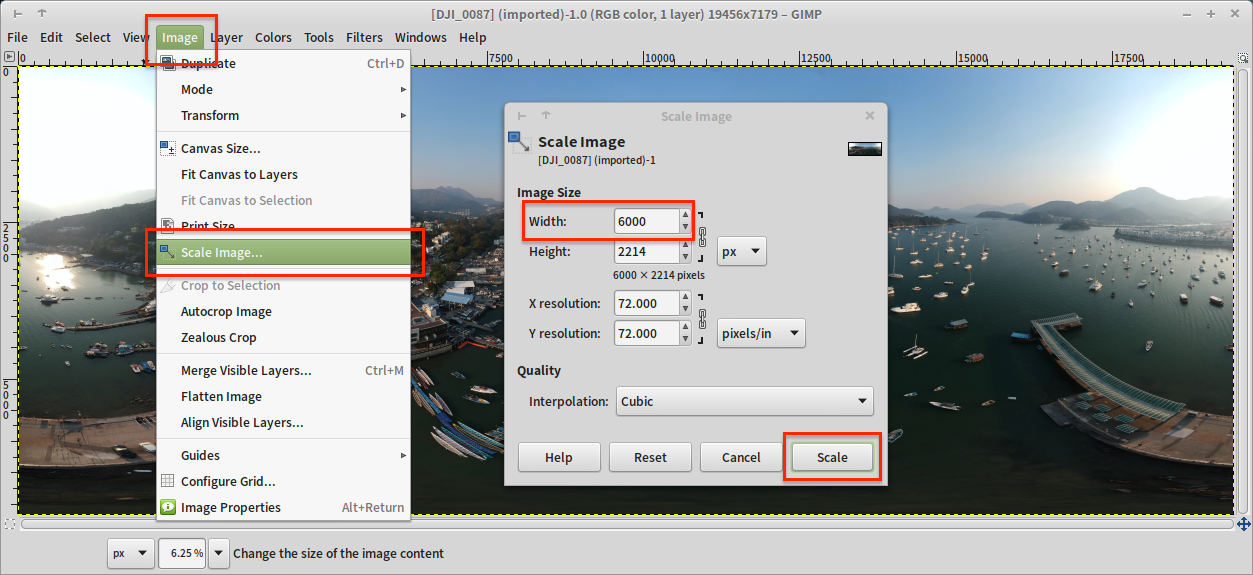 [DJI_0087] (imported)-1.0 (RGB color, 1 layer) 19456x7179 – GIMP
File Edit Select View Image Layer Colors Tools Filters Windows Help
0 7500 10000 12500 15000 17500
0
2500
5000
Duplicate Ctrl+D
Mode
Transform
Canvas Size...
Fit Canvas to Layers
Fit Canvas to Selection
Print Size...
Scale Image...
Crop to Selection
Autocrop Image
Zealous Crop
Merge Visible Layers... Ctrl+M
Flatten Image
Align Visible Layers...
Guides
Configure Grid...
Image Properties Alt+Return
Scale Image
Scale Image
[DJI_0087] (imported)-1
Image Size
Width: 6000
Height: 2214 px
6000 × 2214 pixels
X resolution: 72.000
Y resolution: 72.000 pixels/in
Quality
Interpolation: Cubic
Help Reset Cancel Scale
px 6.25 % Change the size of the image content